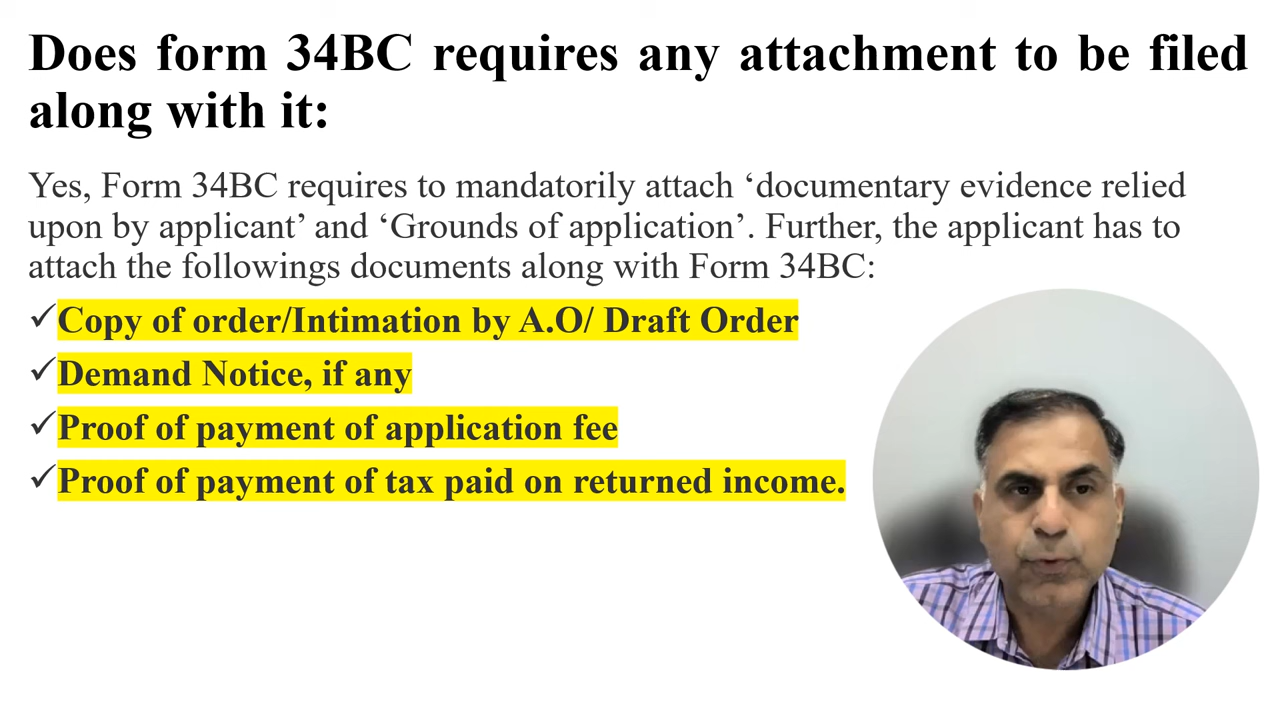 Does form 34BC requires any attachment to be filed
along with it:
Yes, Form 34BC requires to mandatorily attach ‘documentary evidence relied
upon by applicant’ and ‘Grounds of application’. Further, the applicant has to
attach the followings documents along with Form 34BC:
✓Copy of order/Intimation by A.O/ Draft Order
✓Demand Notice, if any
✓Proof of payment of application fee
✓Proof of payment of tax paid on returned income.